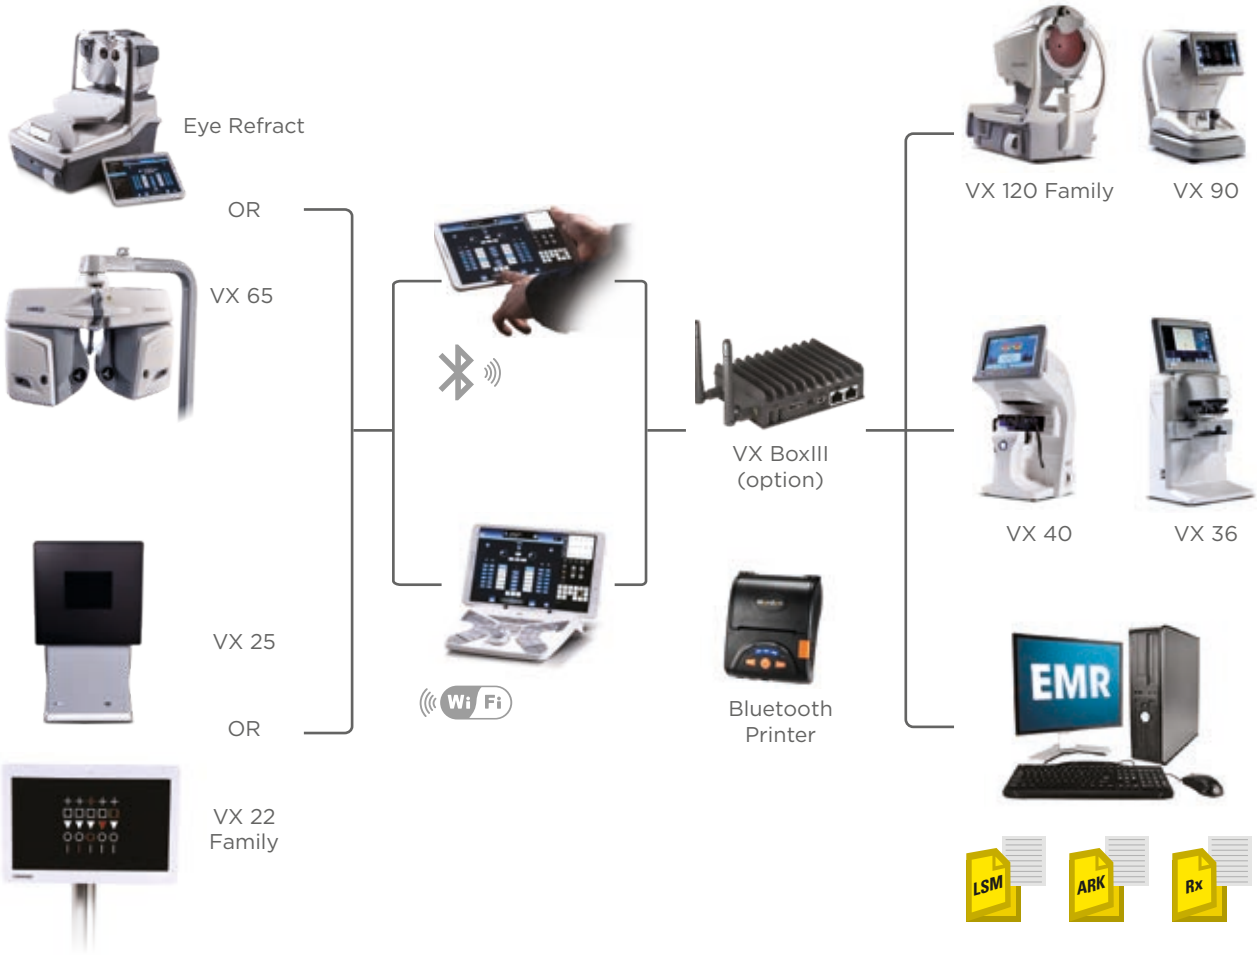 Eye Refract
OR
VX 65
VX 25
OR
VX 22
Family
Wi Fi
VX BoxIII
(option)
Bluetooth
Printer
VX 120 Family
VX 90
VX 40
VX 36
EMR
LSM
ARK
Rx